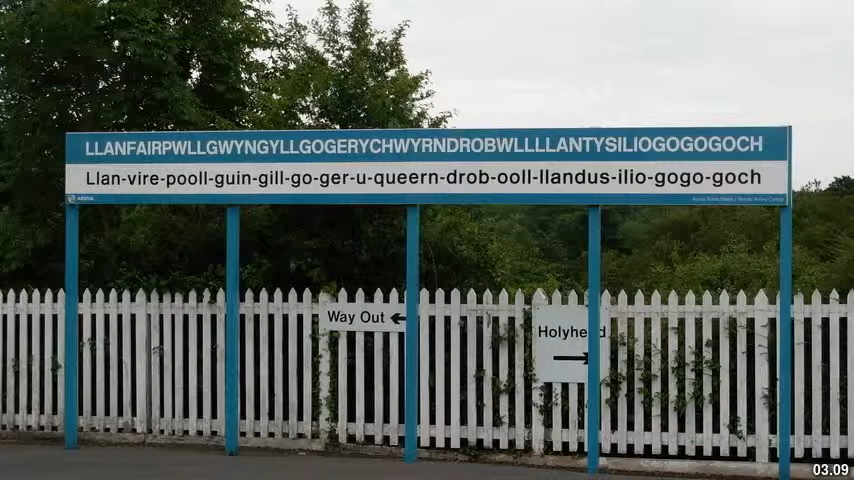 LLANFAIRPWLLGWYNGYLLGOGERYCHWYRNDROBWLLLLANTYSILIOGOGOGOCH
Llan-vire-pooll-guin-gill-go-ger-u-queern-drob-ooll-llandus-ilio-gogo-goch
ARRIVA
Way Out
Holyhead
03.09